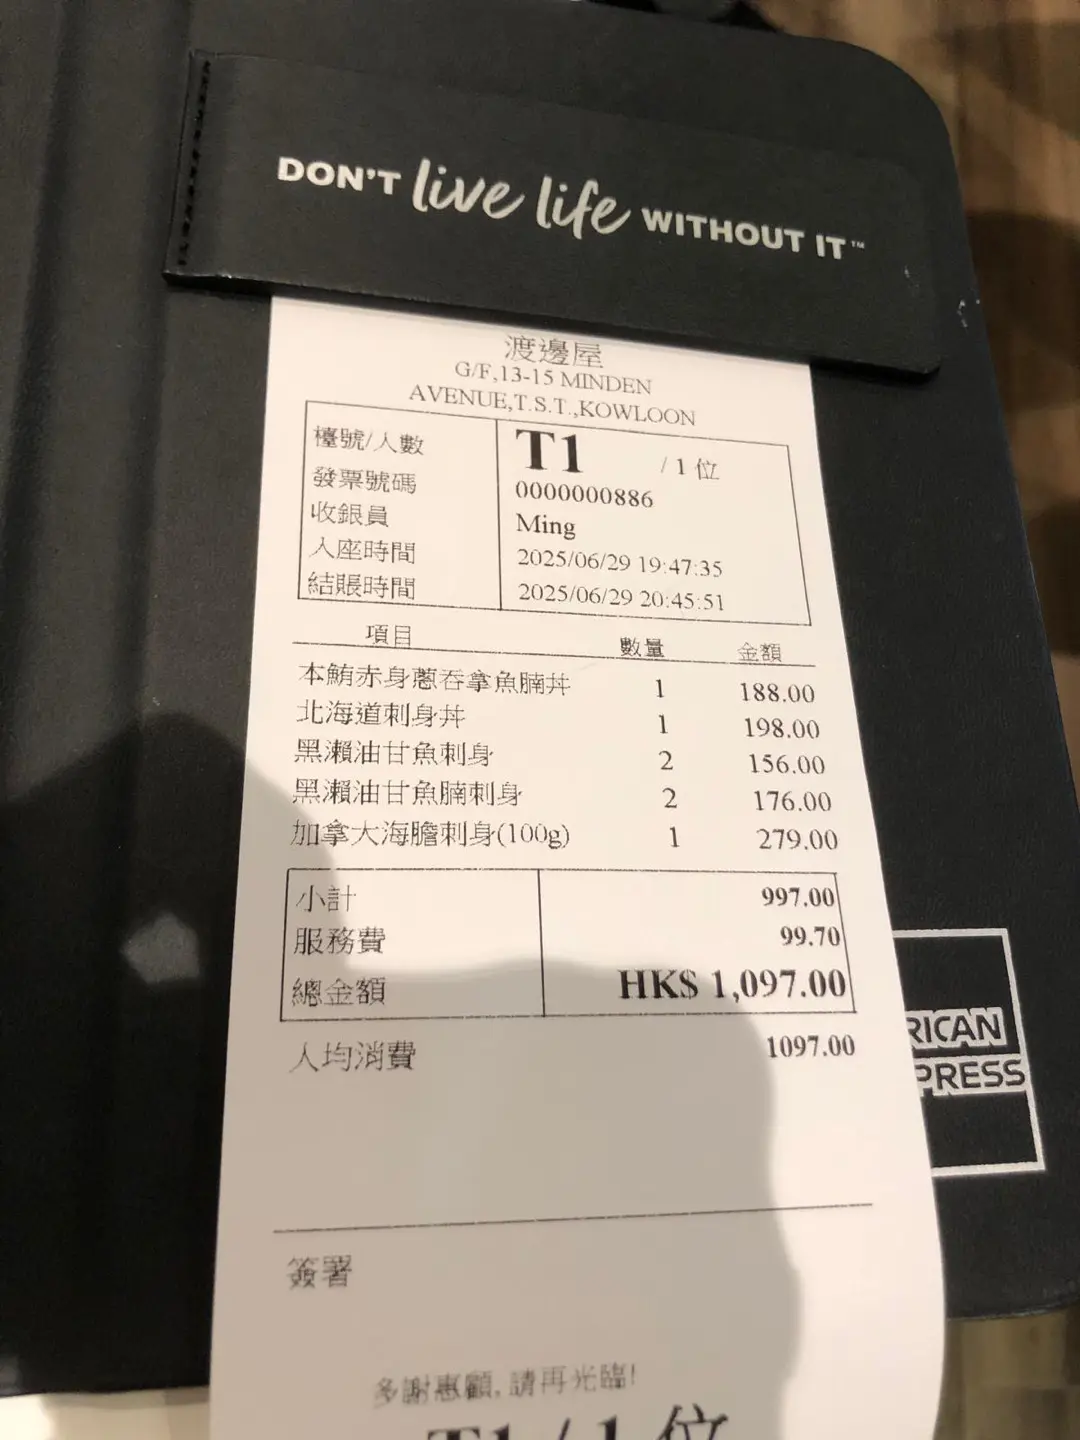 DON'T live life WITHOUT IT™
渡邊屋
G/F,13-15 MINDEN
AVENUE,T.S.T.,KOWLOON
檯號/人數 T1 / 1 位
發票號碼 0000000886
收銀員 Ming
入座時間 2025/06/29 19:47:35
結賬時間 2025/06/29 20:45:51
項目 數量 金額
本鮪赤身蔥吞拿魚腩丼 1 188.00
北海道刺身丼 1 198.00
黑瀨油甘魚刺身 2 156.00
黑瀨油甘魚腩刺身 2 176.00
加拿大海膽刺身(100g) 1 279.00
小計 997.00
服務費 99.70
總金額 HK$ 1,097.00
人均消費 1097.00
RICAN
PRESS
簽署
多謝惠顧, 請再光臨!
T1 / 1 位